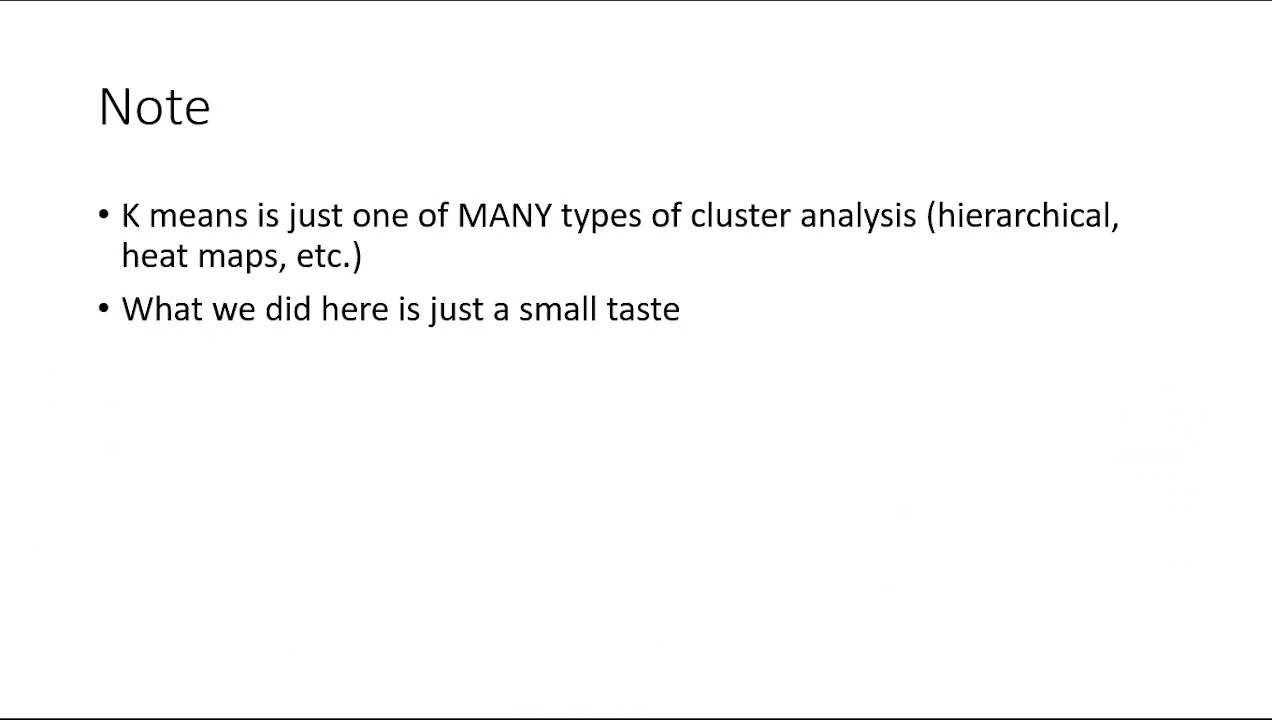 Note
• K means is just one of MANY types of cluster analysis (hierarchical,
heat maps, etc.)
• What we did here is just a small taste